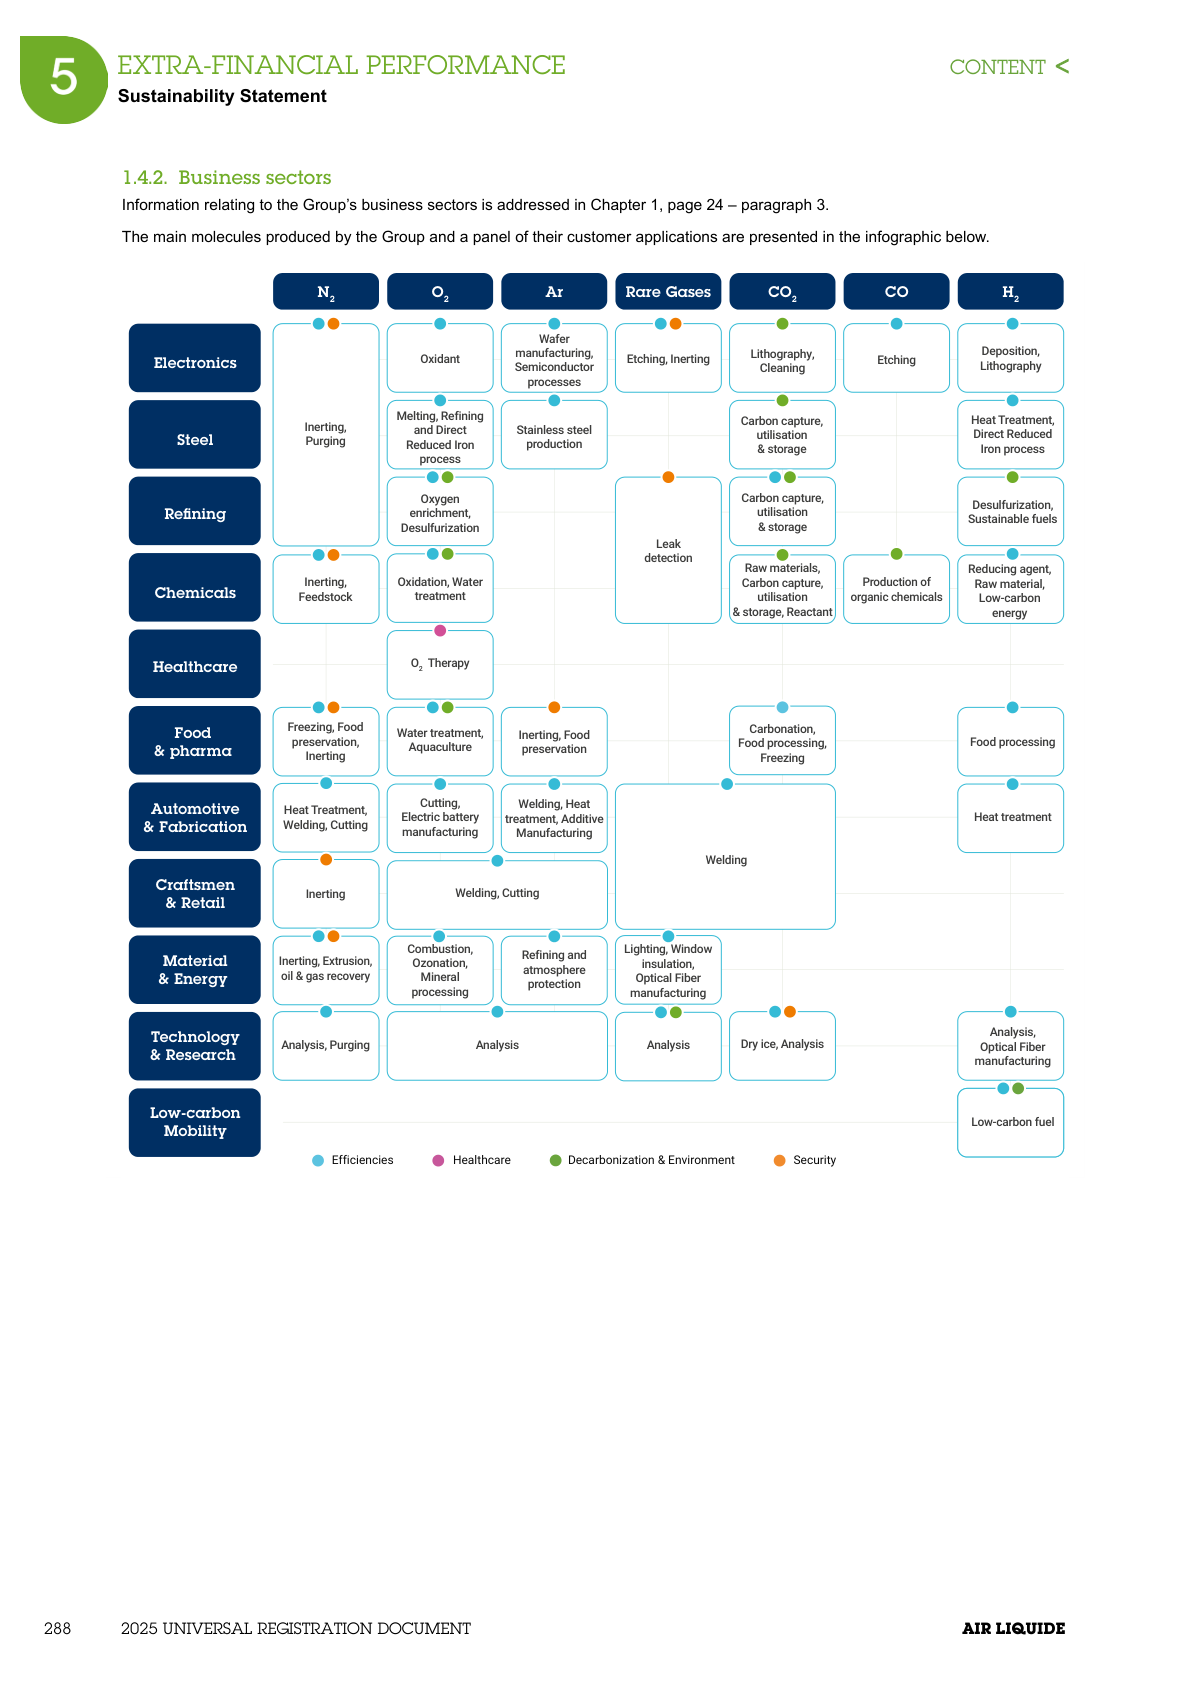 5
EXTRA-FINANCIAL PERFORMANCE
CONTENT <
Sustainability Statement
1.4.2. Business sectors
Information relating to the Group's business sectors is addressed in Chapter 1, page 24 – paragraph 3.
The main molecules produced by the Group and a panel of their customer applications are presented in the infographic below.
N2
O2
Ar
Rare Gases
CO2
CO
H2
Electronics
Inerting,
Purging
Oxidant
Wafer
manufacturing,
Semiconductor
processes
Etching, Inerting
Lithography,
Cleaning
Etching
Deposition,
Lithography
Steel
Melting, Refining
and Direct
Reduced Iron
process
Stainless steel
production
Carbon capture,
utilisation
& storage
Heat Treatment,
Direct Reduced
Iron process
Refining
Oxygen
enrichment,
Desulfurization
Leak
detection
Carbon capture,
utilisation
& storage
Desulfurization,
Sustainable fuels
Chemicals
Inerting,
Feedstock
Oxidation, Water
treatment
Raw materials,
Carbon capture,
utilisation
& storage, Reactant
Production of
organic chemicals
Reducing agent,
Raw material,
Low-carbon
energy
Healthcare
O2 Therapy
Food
& pharma
Freezing, Food
preservation,
Inerting
Water treatment,
Aquaculture
Inerting, Food
preservation
Carbonation,
Food processing,
Freezing
Food processing
Automotive
& Fabrication
Heat Treatment,
Welding, Cutting
Cutting,
Electric battery
manufacturing
Welding, Heat
treatment, Additive
Manufacturing
Welding
Heat treatment
Craftsmen
& Retail
Inerting
Welding, Cutting
Material
& Energy
Inerting, Extrusion,
oil & gas recovery
Combustion,
Ozonation,
Mineral
processing
Refining and
atmosphere
protection
Lighting, Window
insulation,
Optical Fiber
manufacturing
Technology
& Research
Analysis, Purging
Analysis
Analysis
Dry ice, Analysis
Analysis,
Optical Fiber
manufacturing
Low-carbon
Mobility
Low-carbon fuel
Efficiencies
Healthcare
Decarbonization & Environment
Security
288
2025 UNIVERSAL REGISTRATION DOCUMENT
AIR LIQUIDE